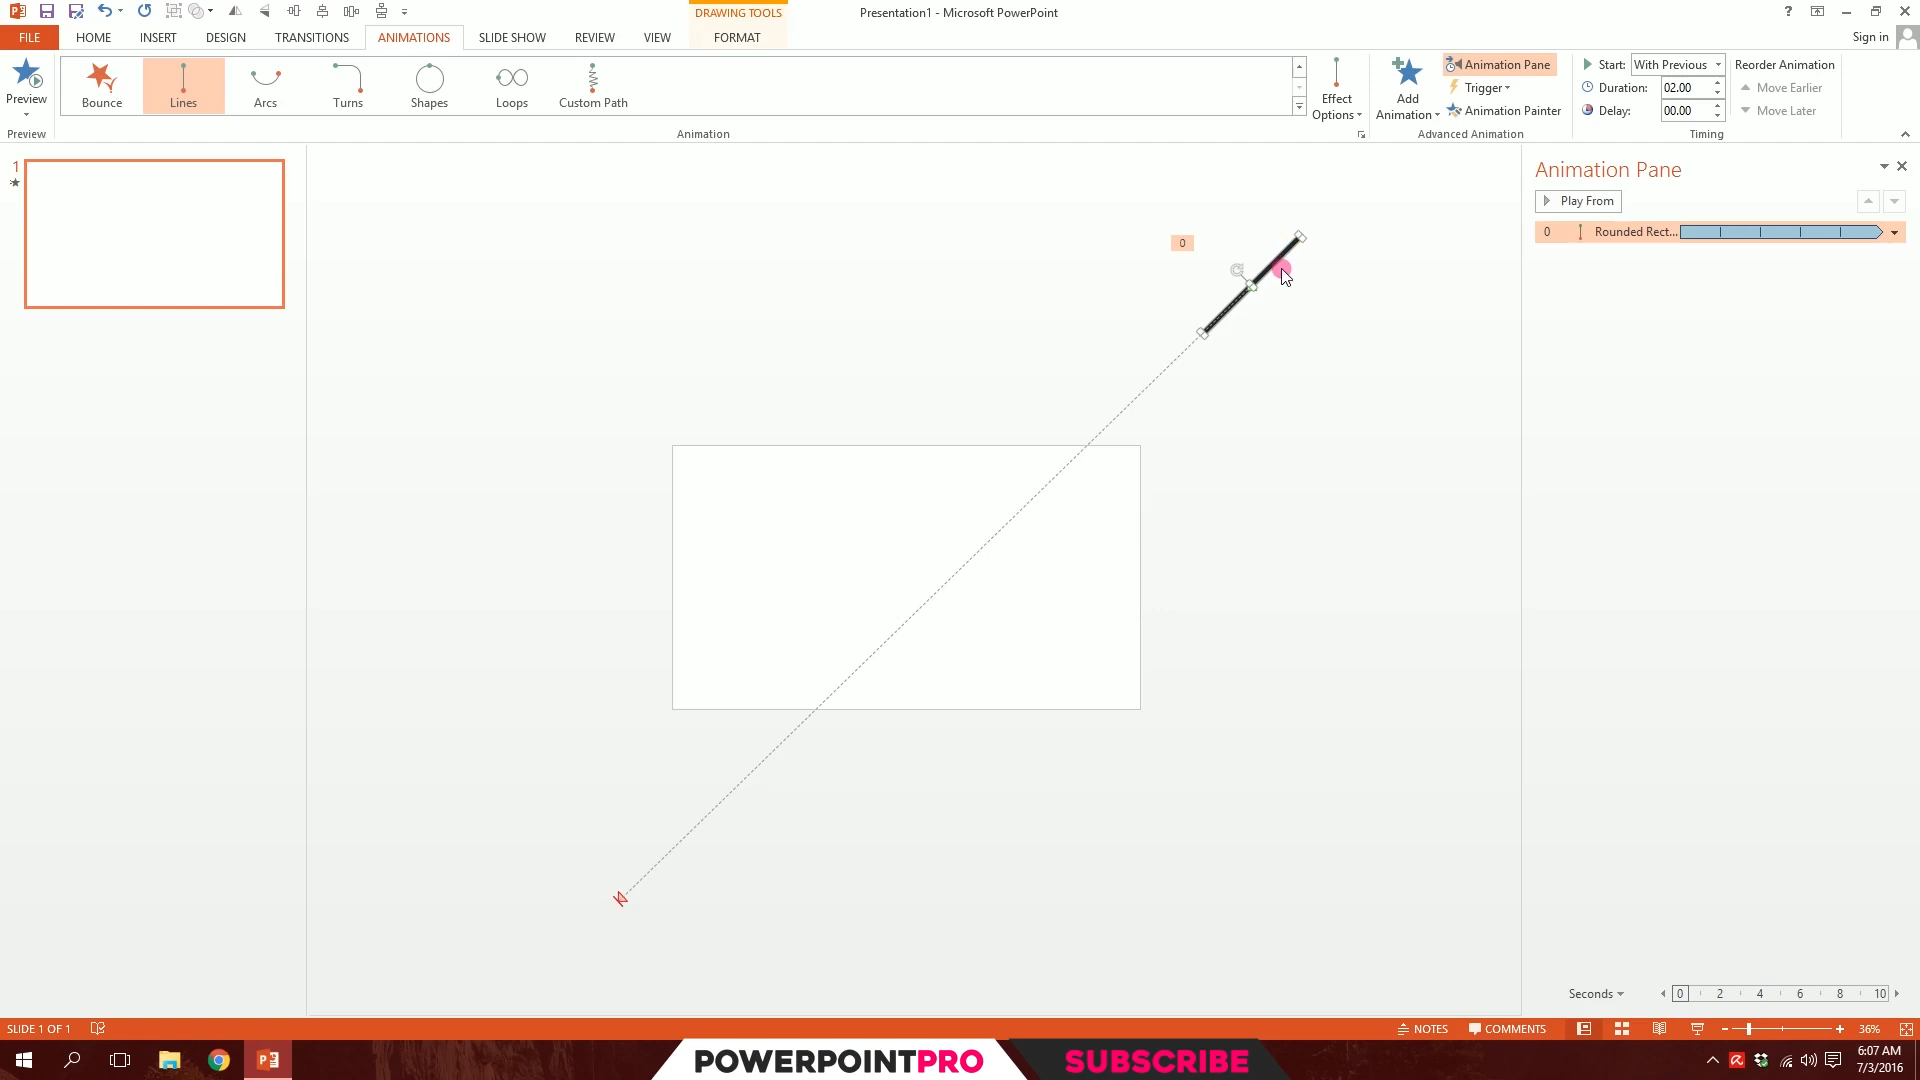 DRAWING TOOLS
Presentation1 - Microsoft PowerPoint
?
FILE
HOME
INSERT
DESIGN
TRANSITIONS
ANIMATIONS
SLIDE SHOW
REVIEW
VIEW
FORMAT
Sign in
Preview
Bounce
Lines
Arcs
Turns
Shapes
Loops
Custom Path
Effect
Options
Add
Animation
Animation Pane
Trigger
Animation Painter
Start: With Previous
Duration: 02.00
Delay: 00.00
Reorder Animation
Move Earlier
Move Later
Preview
Animation
Advanced Animation
Timing
1
0
Animation Pane
Play From
0 Rounded Rect...
Seconds
0 2 4 6 8 10
SLIDE 1 OF 1
NOTES
COMMENTS
36%
POWERPOINTPRO
SUBSCRIBE
6:07 AM
7/3/2016